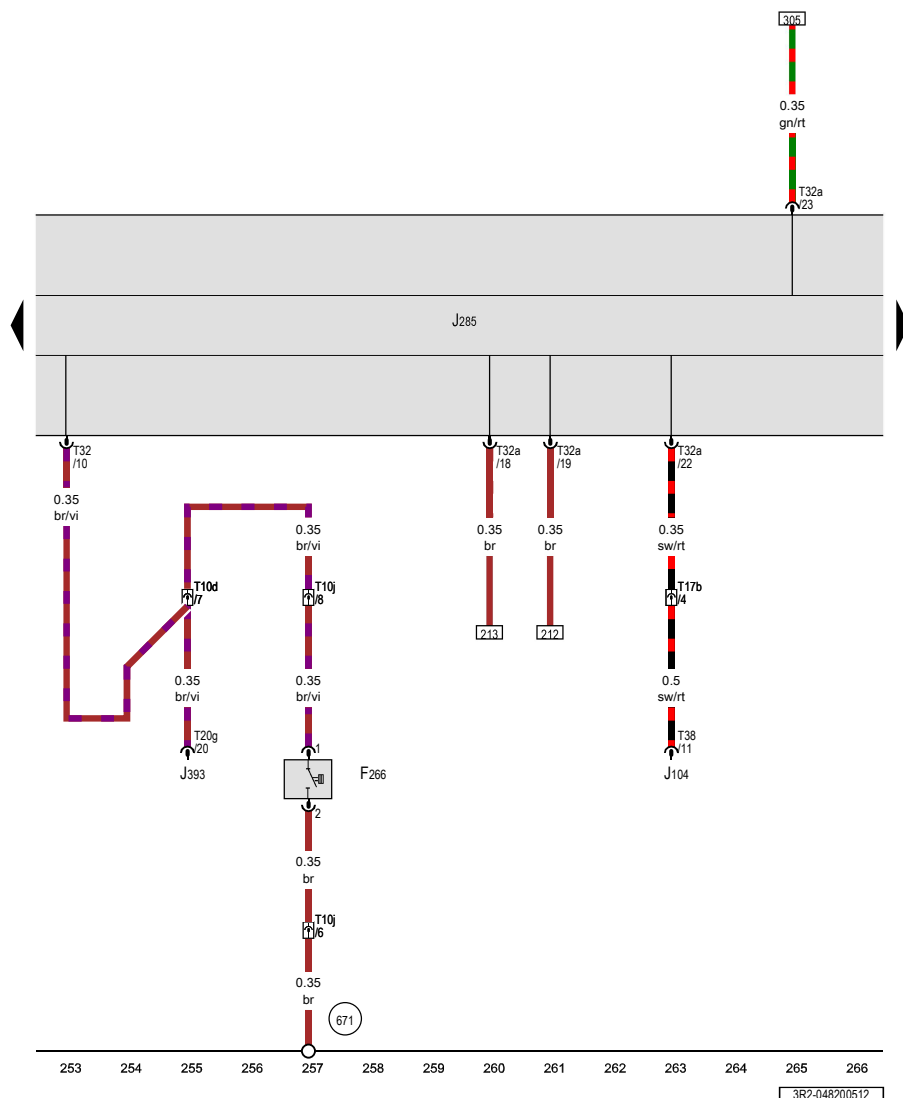 305
0.35
gn/rt
T32a
/23
J285
T32
/10
T32a
/18
T32a
/19
T32a
/22
0.35
br/vi
0.35
br/vi
0.35
br
0.35
br
0.35
sw/rt
T10d
/7
T10j
/8
T17b
/4
213
212
0.35
br/vi
0.35
br/vi
0.5
sw/rt
T20g
/20
1
T38
/11
J393
F266
J104
2
0.35
br
T10j
/6
0.35
br
671
253 254 255 256 257 258 259 260 261 262 263 264 265 266
3R2-048200512